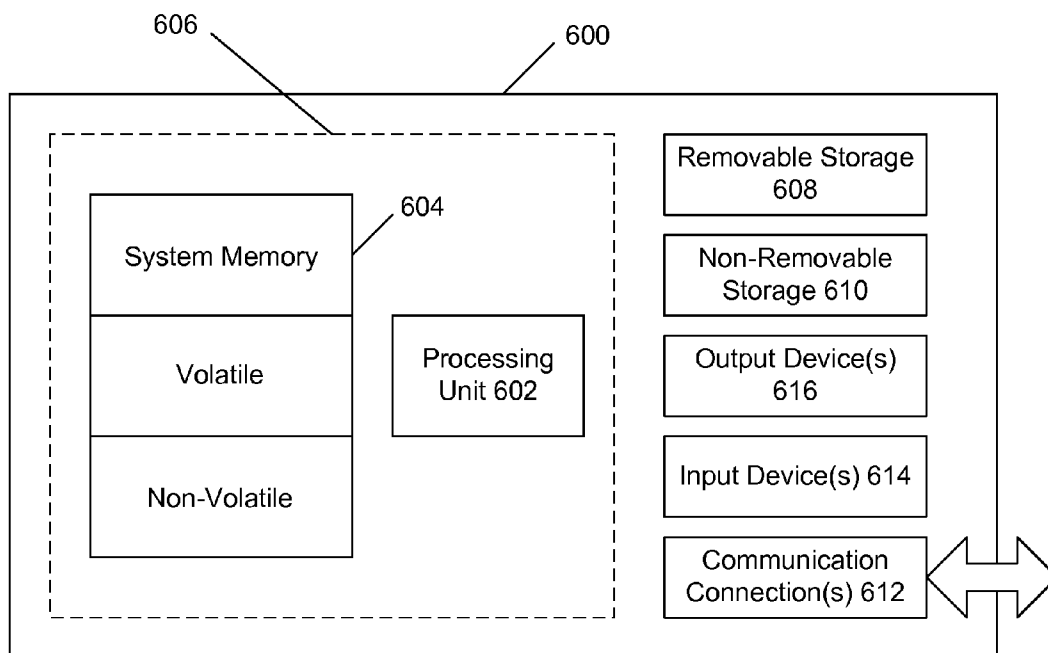 606
600
604
System Memory
Volatile
Non-Volatile
Processing
Unit 602
Removable Storage
608
Non-Removable
Storage 610
Output Device(s)
616
Input Device(s) 614
Communication
Connection(s) 612